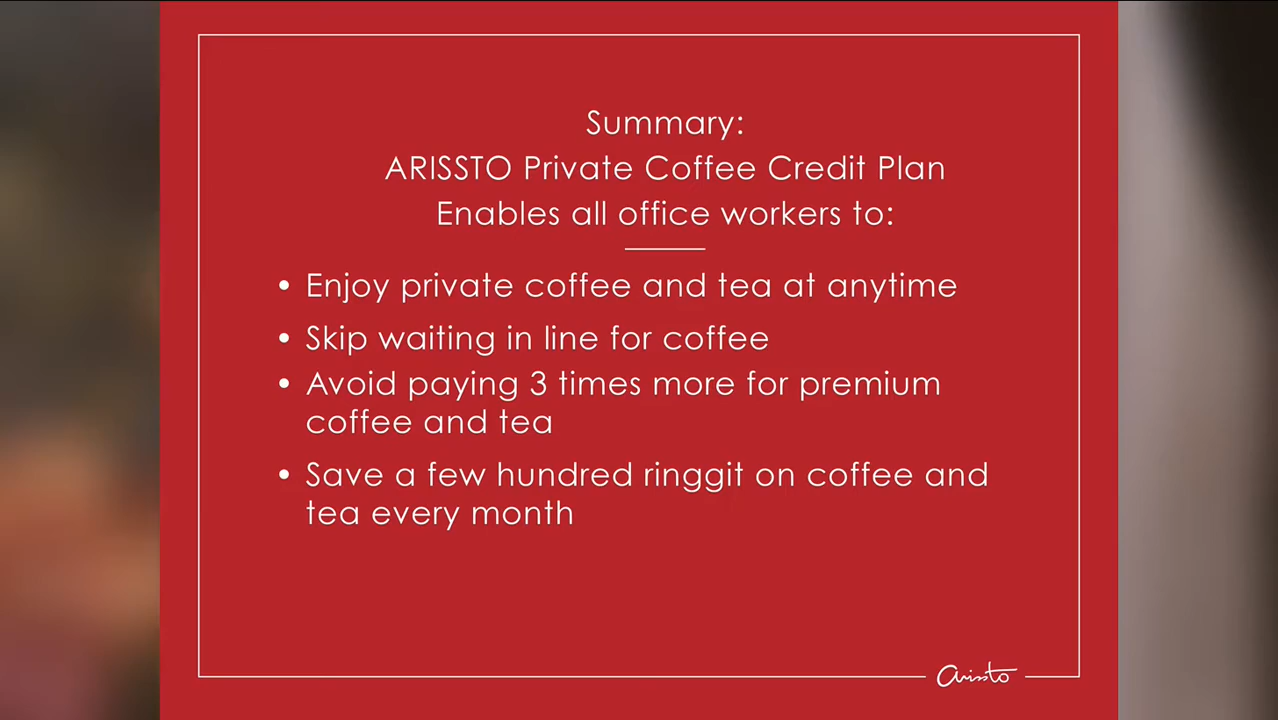 Summary:
ARISSTO Private Coffee Credit Plan
Enables all office workers to:
• Enjoy private coffee and tea at anytime
• Skip waiting in line for coffee
• Avoid paying 3 times more for premium
coffee and tea
• Save a few hundred ringgit on coffee and
tea every month
arissto